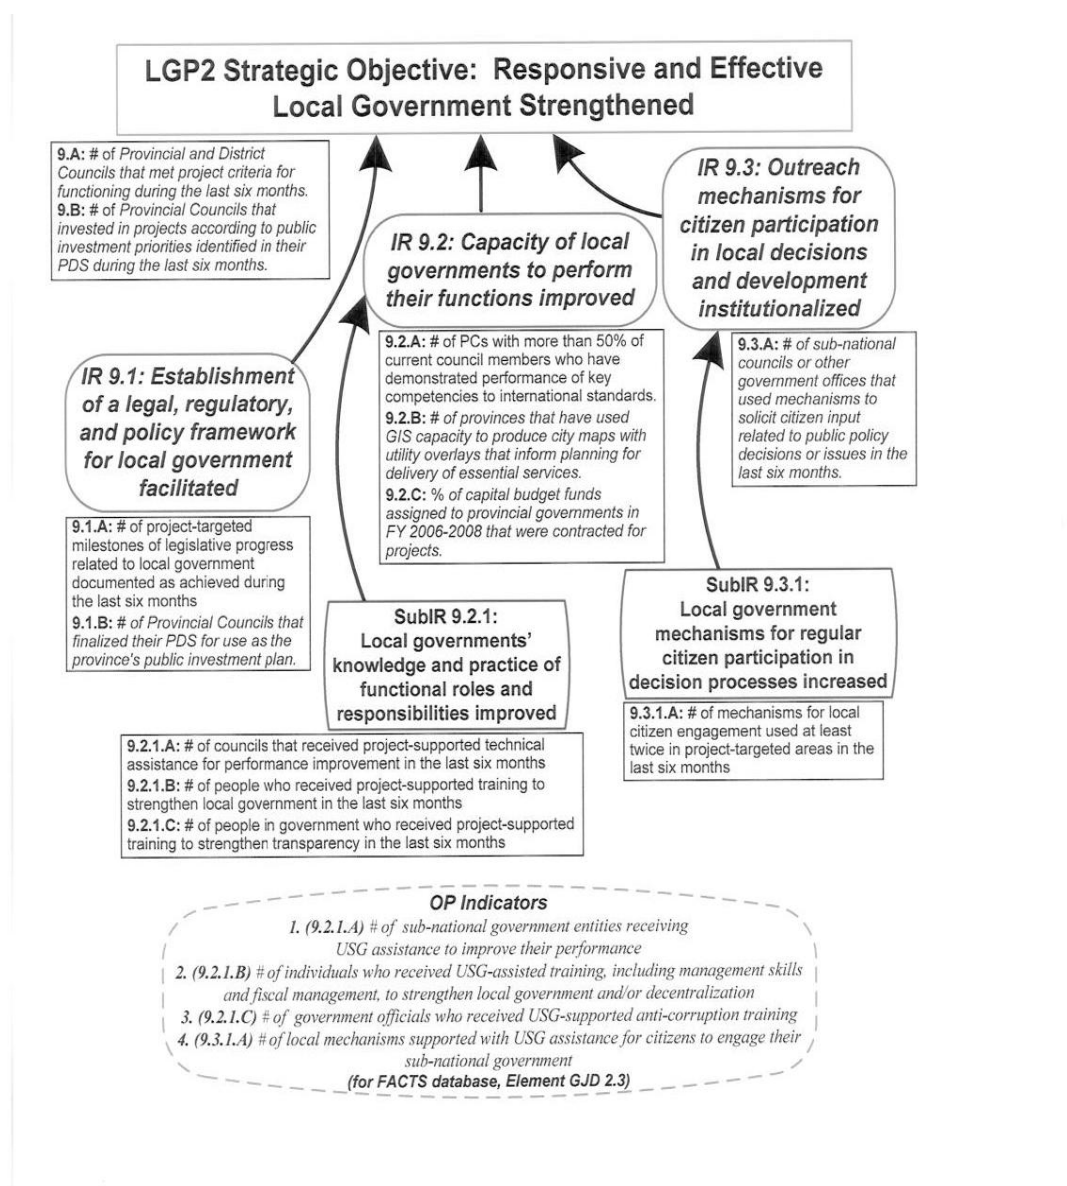 LGP2 Strategic Objective: Responsive and Effective
Local Government Strengthened
9.A: # of Provincial and District
Councils that met project criteria for
functioning during the last six months.
9.B: # of Provincial Councils that
invested in projects according to public
investment priorities identified in their
PDS during the last six months.
IR 9.3: Outreach
mechanisms for
citizen participation
in local decisions
and development
institutionalized
IR 9.2: Capacity of local
governments to perform
their functions improved
9.2.A: # of PCs with more than 50% of
current council members who have
demonstrated performance of key
competencies to international standards.
9.2.B: # of provinces that have used
GIS capacity to produce city maps with
utility overlays that inform planning for
delivery of essential services.
9.2.C: % of capital budget funds
assigned to provincial governments in
FY 2006-2008 that were contracted for
projects.
9.3.A: # of sub-national
councils or other
government offices that
used mechanisms to
solicit citizen input
related to public policy
decisions or issues in the
last six months.
IR 9.1: Establishment
of a legal, regulatory,
and policy framework
for local government
facilitated
9.1.A: # of project-targeted
milestones of legislative progress
related to local government
documented as achieved during
the last six months
9.1.B: # of Provincial Councils that
finalized their PDS for use as the
province's public investment plan.
SubIR 9.2.1:
Local governments'
knowledge and practice of
functional roles and
responsibilities improved
SubIR 9.3.1:
Local government
mechanisms for regular
citizen participation in
decision processes increased
9.3.1.A: # of mechanisms for local
citizen engagement used at least
twice in project-targeted areas in the
last six months
9.2.1.A: # of councils that received project-supported technical
assistance for performance improvement in the last six months
9.2.1.B: # of people who received project-supported training to
strengthen local government in the last six months
9.2.1.C: # of people in government who received project-supported
training to strengthen transparency in the last six months
OP Indicators
1. (9.2.1.A) # of sub-national government entities receiving
USG assistance to improve their performance
2. (9.2.1.B) # of individuals who received USG-assisted training, including management skills
and fiscal management, to strengthen local government and/or decentralization
3. (9.2.1.C) # of government officials who received USG-supported anti-corruption training
4. (9.3.1.A) # of local mechanisms supported with USG assistance for citizens to engage their
sub-national government
(for FACTS database, Element GJD 2.3)